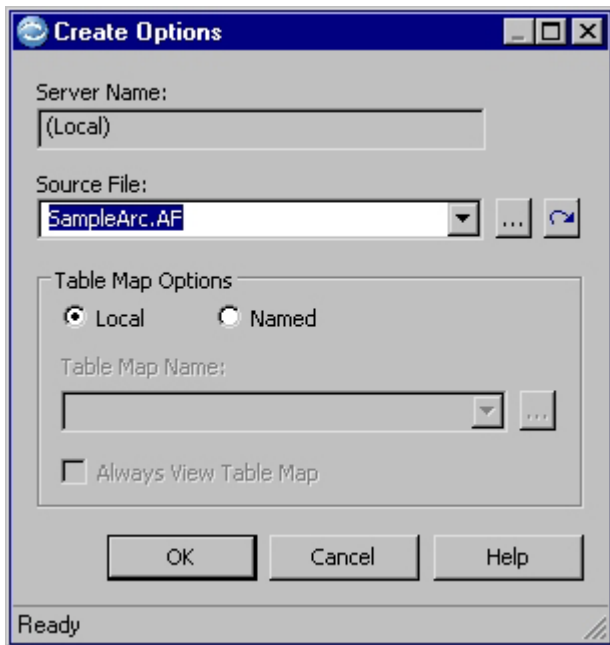 Create Options
Server Name:
(Local)
Source File:
SampleArc.AF
...
Table Map Options
Local Named
Table Map Name:
...
Always View Table Map
OK Cancel Help
Ready